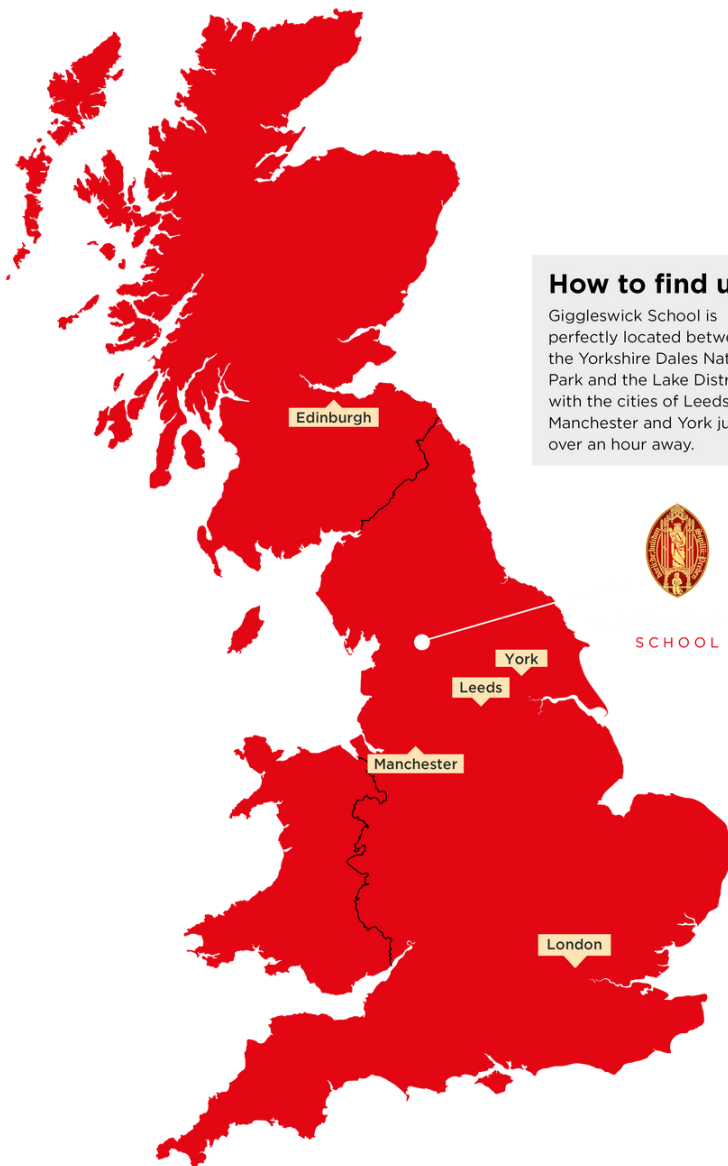 How to find u
Giggleswick School is
perfectly located betwe
the Yorkshire Dales Nat
Park and the Lake Distr
with the cities of Leeds
Manchester and York ju
over an hour away.
Edinburgh
SCHOOL
York
Leeds
Manchester
London